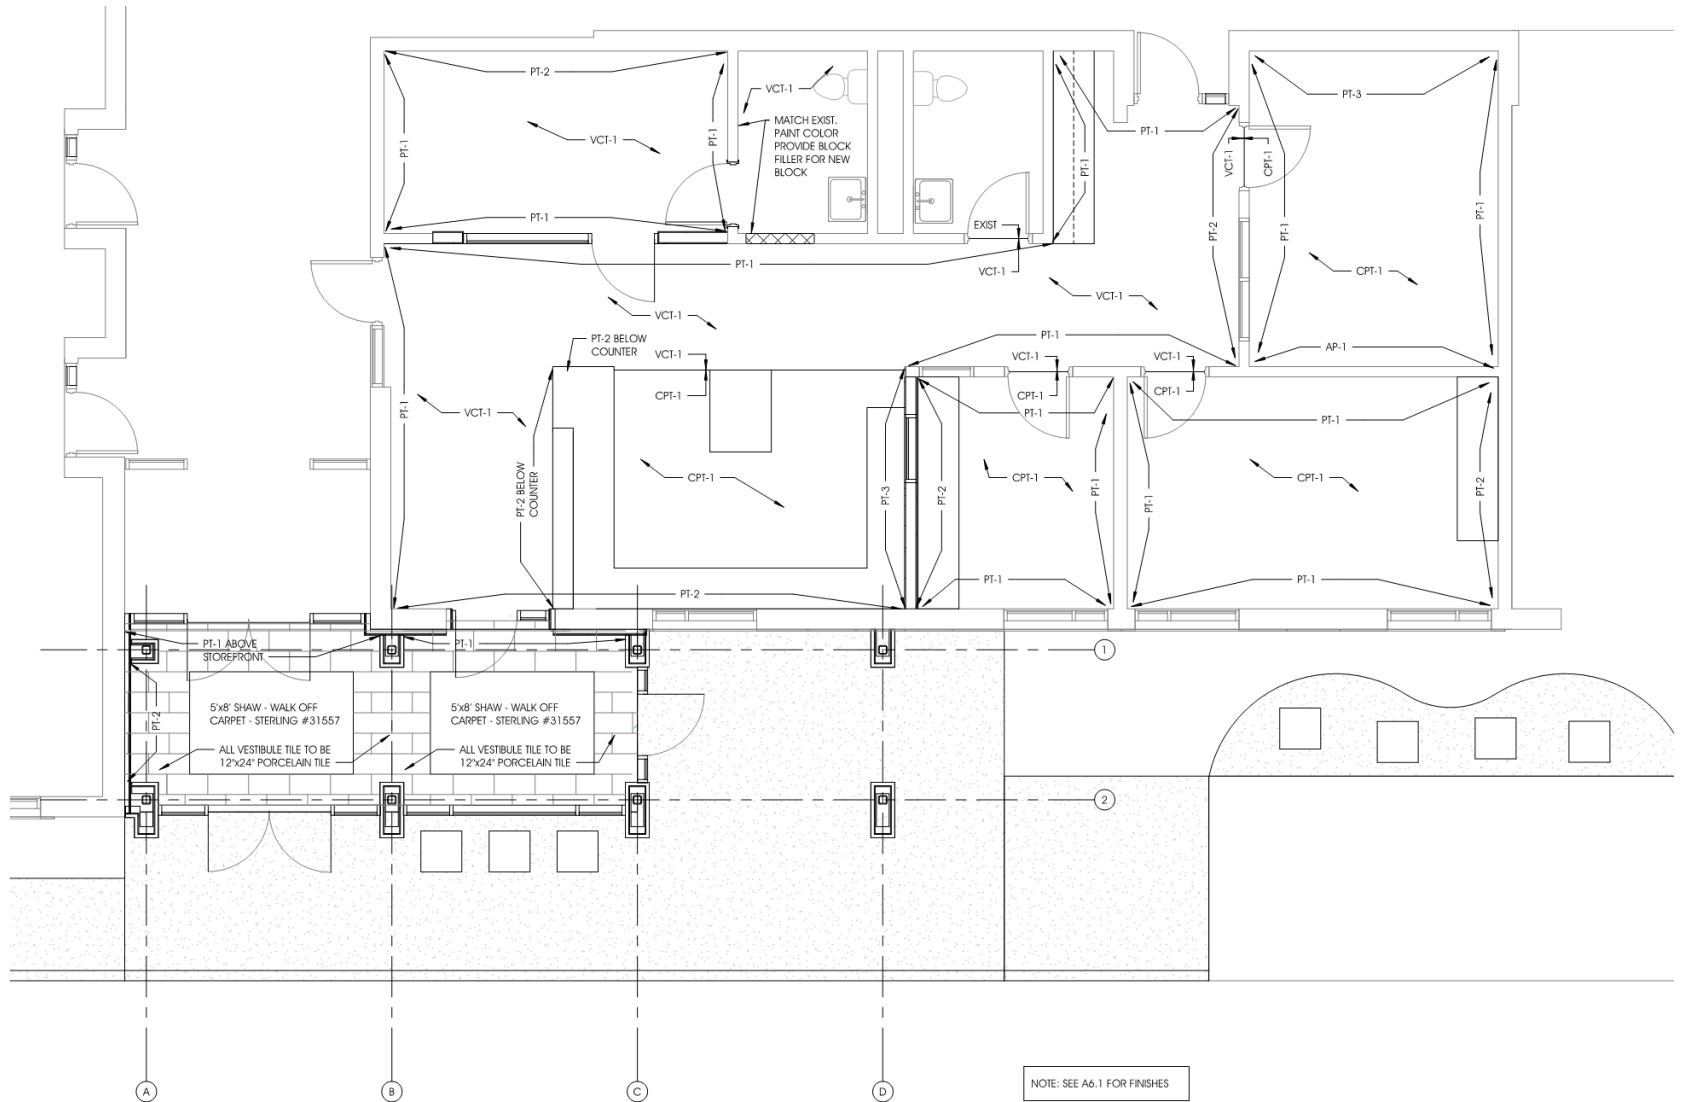 PT-2
VCT-1
PT-3
MATCH EXIST.
PAINT COLOR
PROVIDE BLOCK
FILLER FOR NEW
BLOCK
PT-1
VCT-1
PT-1
PT-1
PT-1
PT-1
VCT-1
CPT-1
PT-1
PT-1
PT-2
PT-1
EXIST
VCT-1
PT-1
CPT-1
VCT-1
VCT-1
PT-2 BELOW
COUNTER
VCT-1
CPT-1
PT-1
VCT-1
CPT-1
VCT-1
CPT-1
AP-1
PT-1
VCT-1
PT-1
PT-1
PT-2 BELOW
COUNTER
CPT-1
PT-3
PT-2
CPT-1
PT-1
PT-1
CPT-1
PT-2
PT-2
PT-1
PT-1
PT-1 ABOVE
STOREFRONT
PT-1
1
PT-2
5'x8' SHAW - WALK OFF
CARPET - STERLING #31557
5'x8' SHAW - WALK OFF
CARPET - STERLING #31557
ALL VESTIBULE TILE TO BE
12"x24" PORCELAIN TILE
ALL VESTIBULE TILE TO BE
12"x24" PORCELAIN TILE
2
A
B
C
D
NOTE: SEE A6.1 FOR FINISHES